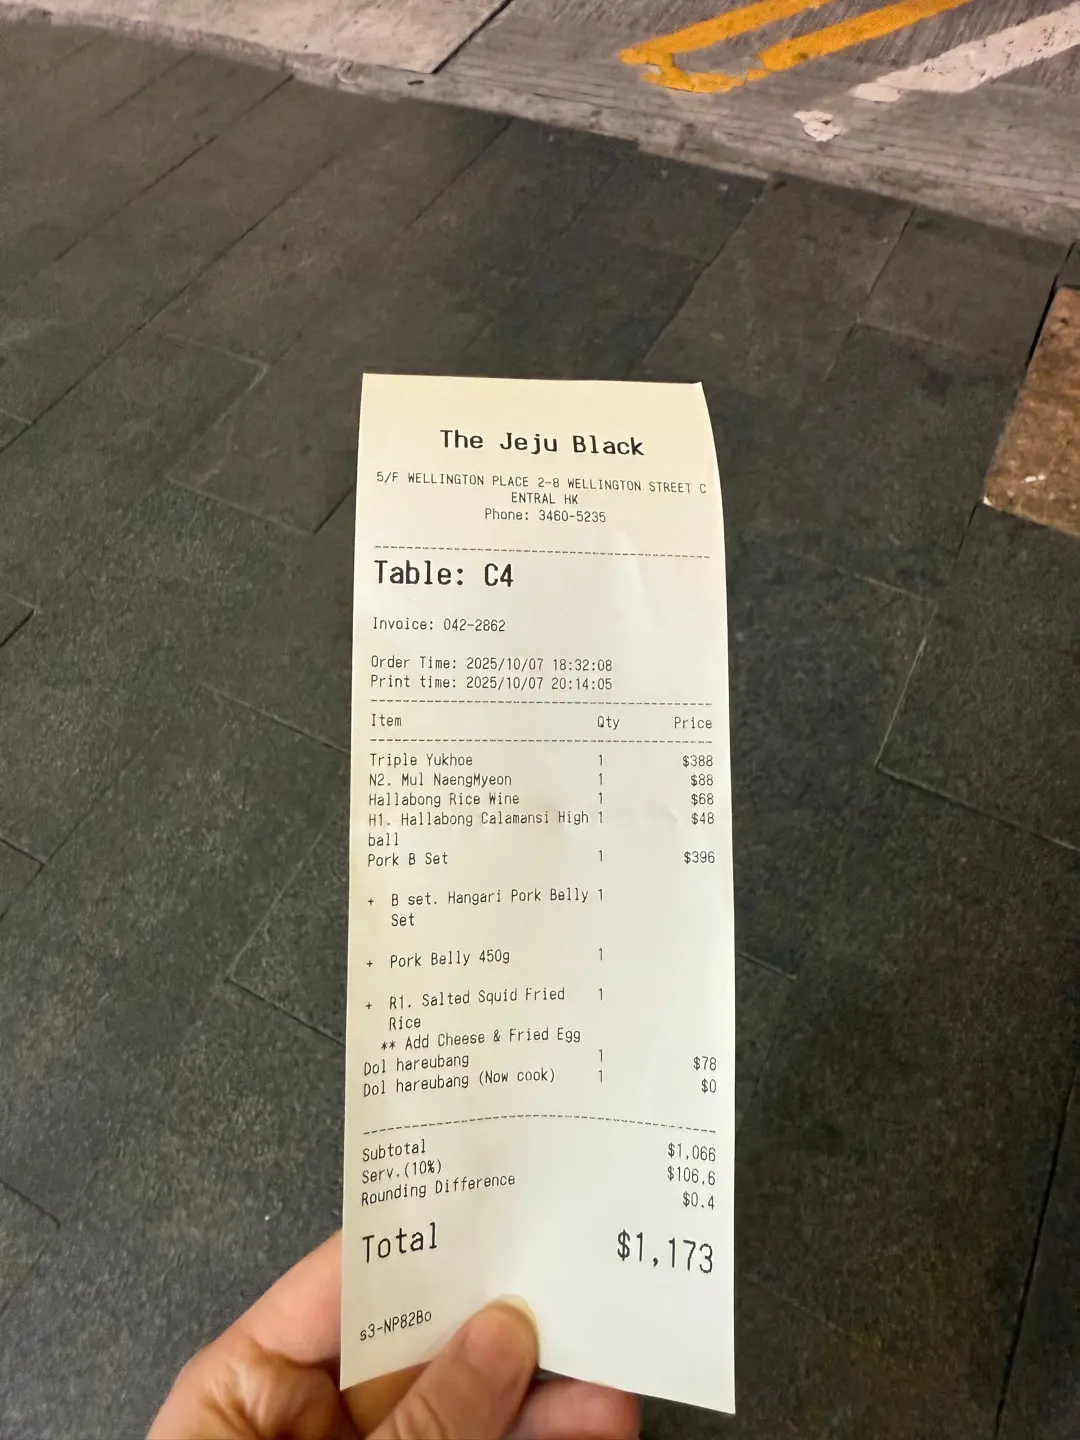 The Jeju Black
5/F WELLINGTON PLACE 2-8 WELLINGTON STREET C
ENTRAL HK
Phone: 3460-5235
Table: C4
Invoice: 042-2862
Order Time: 2025/10/07 18:32:08
Print time: 2025/10/07 20:14:05
Item Qty Price
Triple Yukhoe 1 $388
N2. Mul NaengMyeon 1 $88
Hallabong Rice Wine 1 $68
H1. Hallabong Calamansi High 1 $48
ball
Pork B Set 1 $396
+ B set. Hangari Pork Belly 1
Set
+ Pork Belly 450g 1
+ R1. Salted Squid Fried 1
Rice
** Add Cheese & Fried Egg
Dol hareubang 1 $78
Dol hareubang (Now cook) 1 $0
Subtotal $1,066
Serv.(10%) $106.6
Rounding Difference $0.4
Total $1,173
s3-NP82Bo